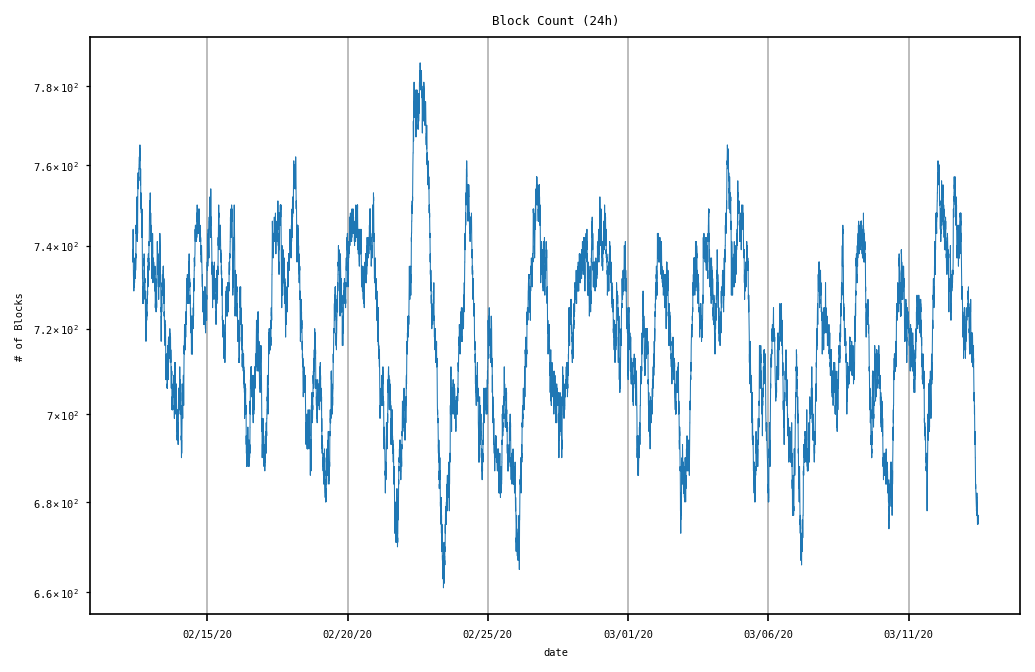 Block Count (24h)
# of Blocks
7.8×10²
7.6×10²
7.4×10²
7.2×10²
7×10²
6.8×10²
6.6×10²
02/15/20 02/20/20 02/25/20 03/01/20 03/06/20 03/11/20
date